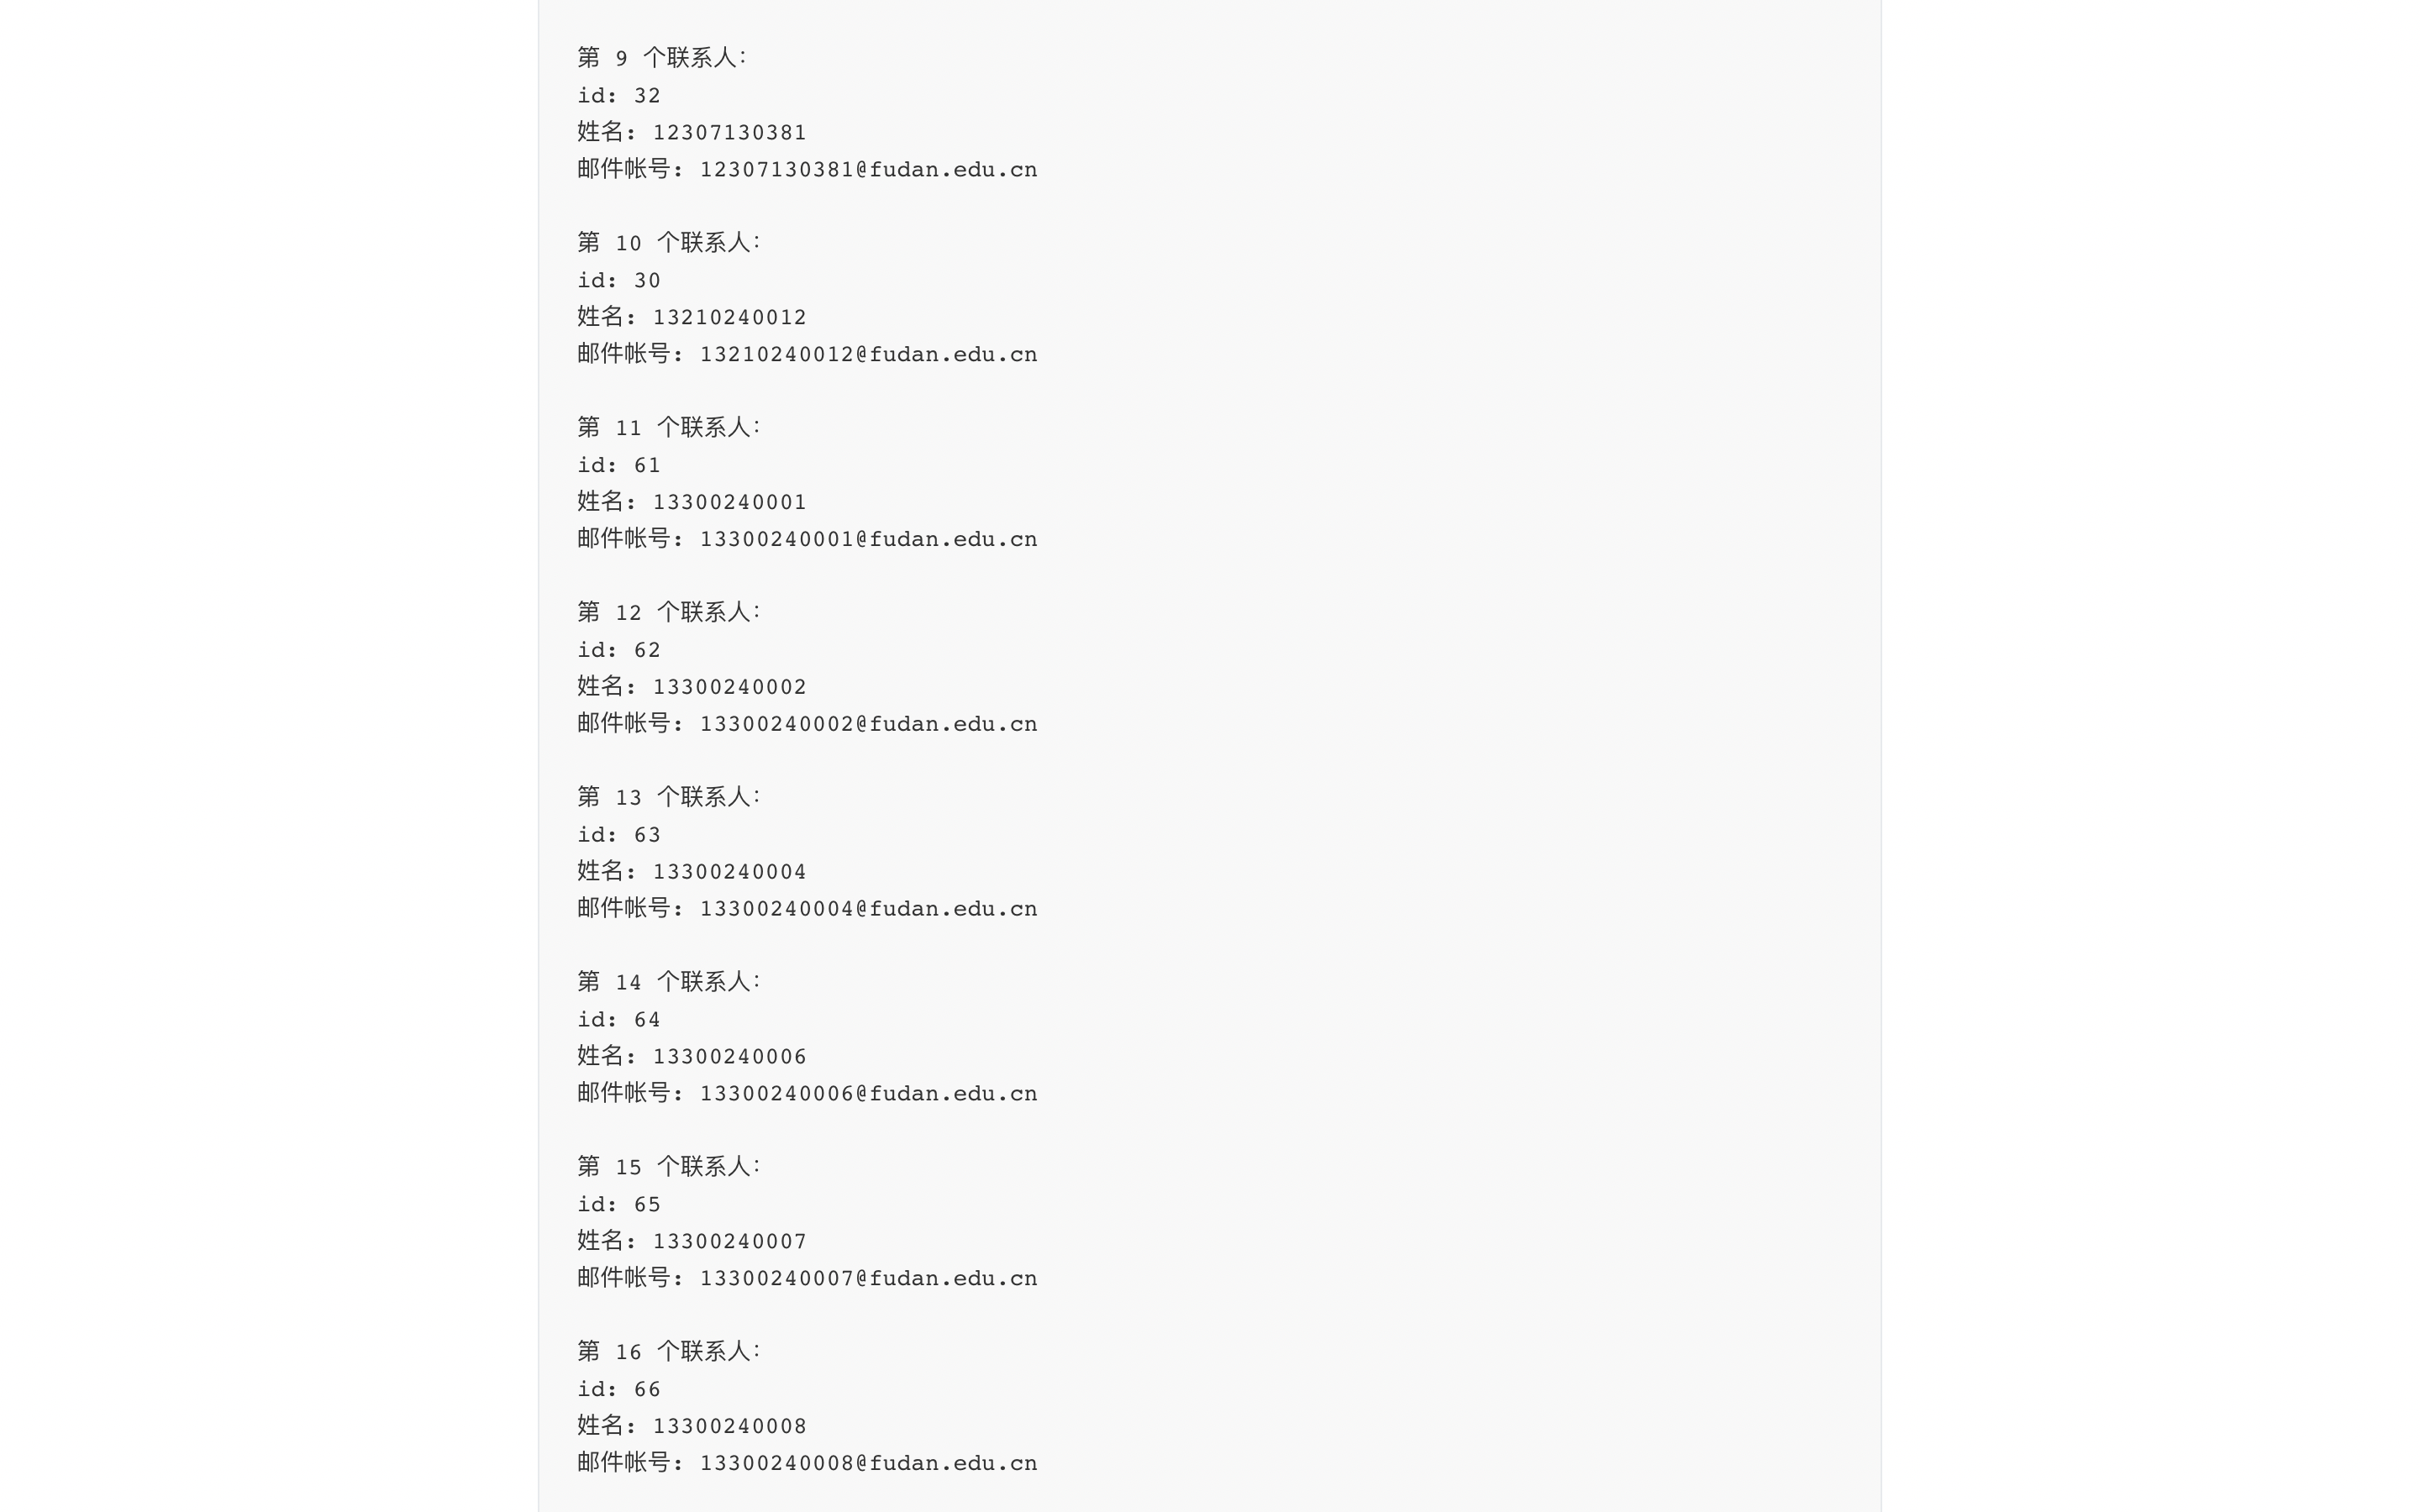 第 9 个联系人：
id: 32
姓名: 12307130381
邮件帐号: 12307130381@fudan.edu.cn
第 10 个联系人：
id: 30
姓名: 13210240012
邮件帐号: 13210240012@fudan.edu.cn
第 11 个联系人：
id: 61
姓名: 13300240001
邮件帐号: 13300240001@fudan.edu.cn
第 12 个联系人：
id: 62
姓名: 13300240002
邮件帐号: 13300240002@fudan.edu.cn
第 13 个联系人：
id: 63
姓名: 13300240004
邮件帐号: 13300240004@fudan.edu.cn
第 14 个联系人：
id: 64
姓名: 13300240006
邮件帐号: 13300240006@fudan.edu.cn
第 15 个联系人：
id: 65
姓名: 13300240007
邮件帐号: 13300240007@fudan.edu.cn
第 16 个联系人：
id: 66
姓名: 13300240008
邮件帐号: 13300240008@fudan.edu.cn